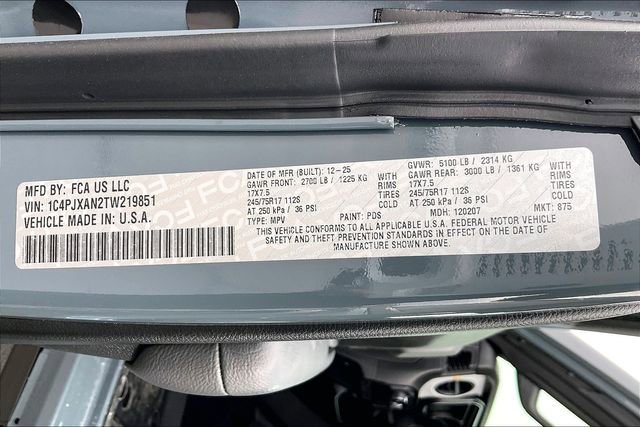 MFD BY: FCA US LLC
VIN: 1C4PJXAN2TW219851
VEHICLE MADE IN U.S.A.
DATE OF MFR (BUILT): 12-25 GVWR: 5100 LB / 2314 KG
GAWR FRONT: 2700 LB / 1225 KG WITH GAWR REAR: 3000 LB / 1361 KG WITH
17X7.5 RIMS 17X7.5 RIMS
245/75R17 112S TIRES 245/75R17 112S TIRES
AT 250 kPa / 36 PSI COLD AT 250 kPa / 36 PSI COLD
TYPE: MPV PAINT: PDS MDH: 120207 MKT: 875
THIS VEHICLE CONFORMS TO ALL APPLICABLE U.S.A. FEDERAL MOTOR VEHICLE
SAFETY AND THEFT PREVENTION STANDARDS IN EFFECT ON THE DATE OF
MANUFACTURE SHOWN ABOVE.